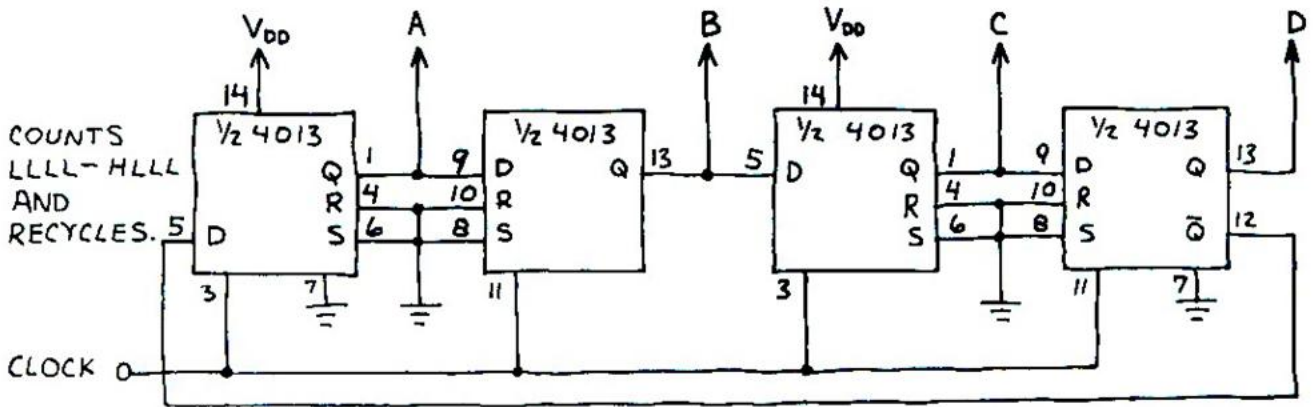 V_DD A B V_DD C D
14 14
1/2 4013 1/2 4013 1/2 4013 1/2 4013
COUNTS
LLLL-HLLL
AND
RECYCLES.
Q 1 9 D Q 13 5 D Q 1 9 D Q 13
R 4 10 R R 4 10 R
5 D S 6 8 S S 6 8 S Q̅ 12
3 7 11 3 11 7
CLOCK